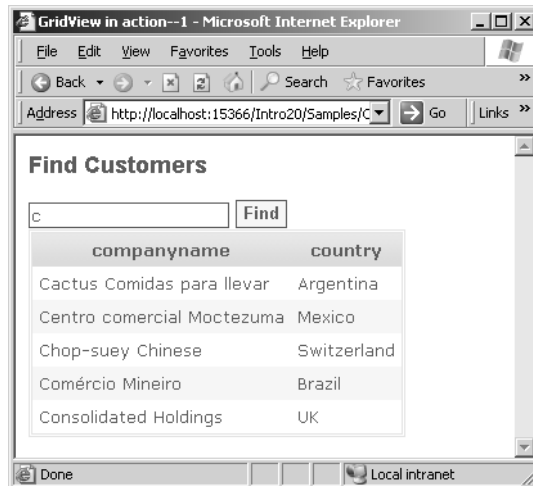 GridView in action--1 - Microsoft Internet Explorer
File Edit View Favorites Tools Help
Back Search Favorites »
Address http://localhost:15366/Intro20/Samples/C Go Links »
Find Customers
c Find
companyname country
Cactus Comidas para llevar Argentina
Centro comercial Moctezuma Mexico
Chop-suey Chinese Switzerland
Comércio Mineiro Brazil
Consolidated Holdings UK
Done Local intranet